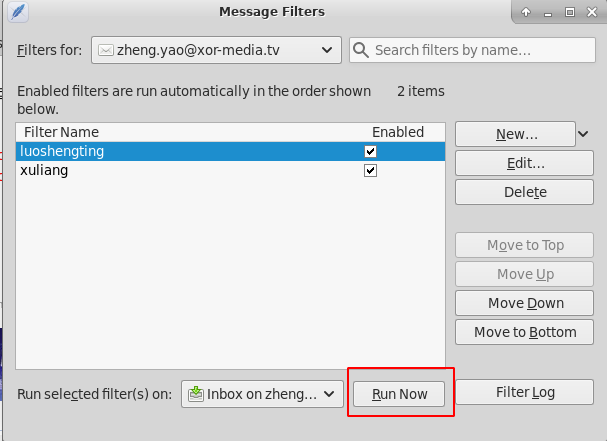 Message Filters
Filters for:
zheng.yao@xor-media.tv
Search filters by name…
Enabled filters are run automatically in the order shown
below.
2 items
Filter Name
Enabled
luoshengting
xuliang
New…
Edit…
Delete
Move to Top
Move Up
Move Down
Move to Bottom
Run selected filter(s) on:
Inbox on zheng…
Run Now
Filter Log